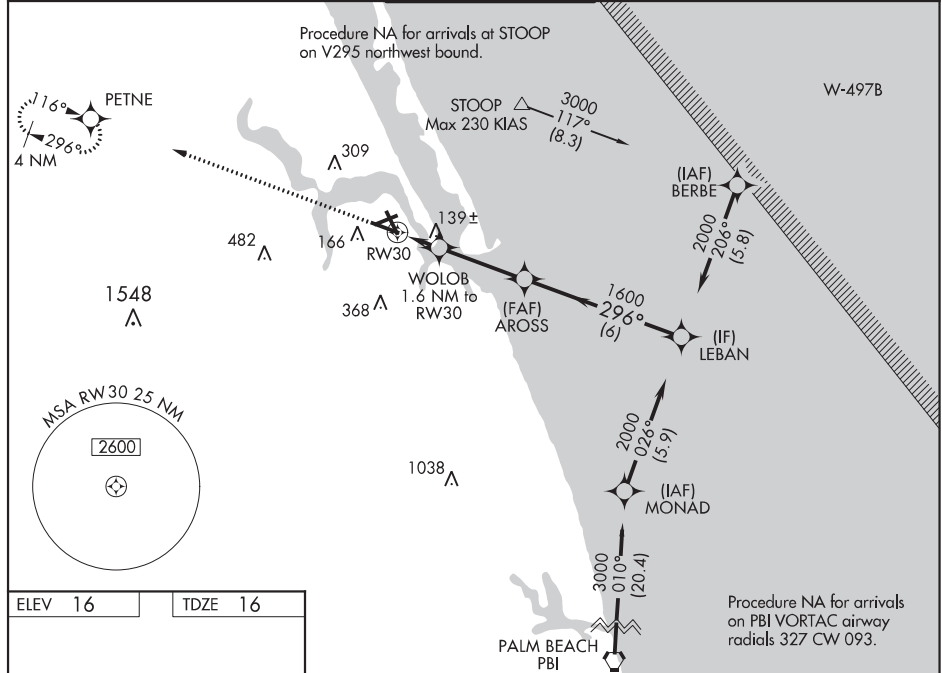 Procedure NA for arrivals at STOOP
on V295 northwest bound.
W-497B
PETNE
116°
296°
4 NM
STOOP
Max 230 KIAS
3000
117°
(8.3)
309
(IAF)
BERBE
2000
206°
(5.8)
139±
166
482
RW30
WOLOB
1.6 NM to
RW30
(FAF)
AROSS
1600
296°
(6)
(IF)
LEBAN
368
1548
MSA RW30 25 NM
2600
2000
026°
(5.9)
1038
(IAF)
MONAD
3000
010°
(20.4)
ELEV 16
TDZE 16
PALM BEACH
PBI
Procedure NA for arrivals
on PBI VORTAC airway
radials 327 CW 093.